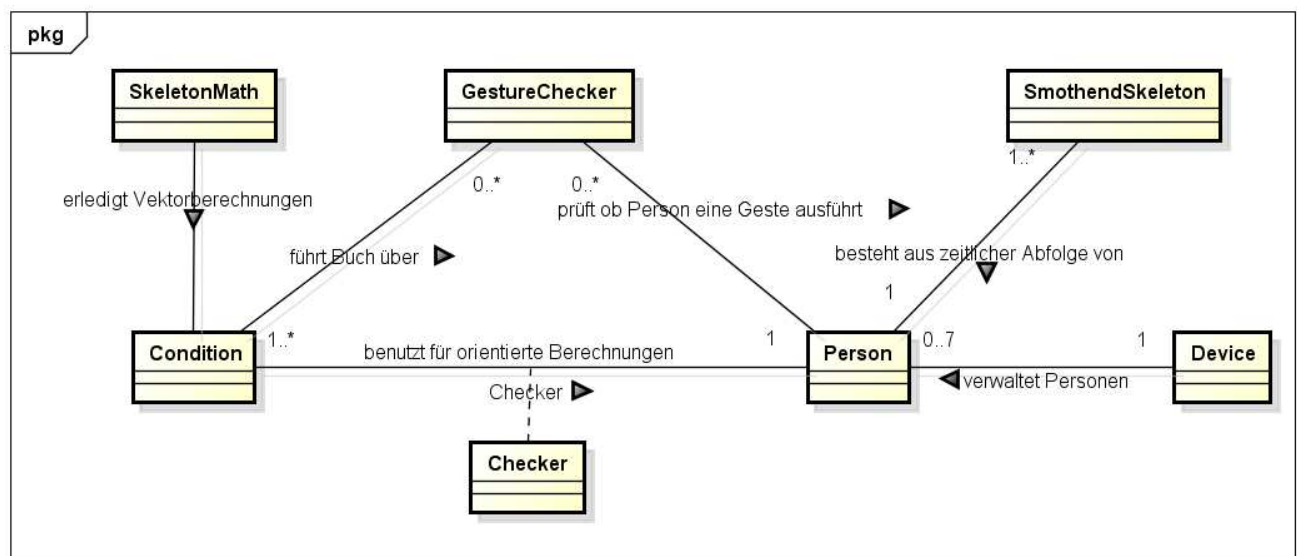 pkg
SkeletonMath
GestureChecker
SmothendSkeleton
0..*
0..*
1..*
erledigt Vektorberechnungen
prüft ob Person eine Geste ausführt
führt Buch über
besteht aus zeitlicher Abfolge von
1
Condition
1..*
benutzt für orientierte Berechnungen
1
Person
0..7
1
Device
Checker
verwaltet Personen
Checker